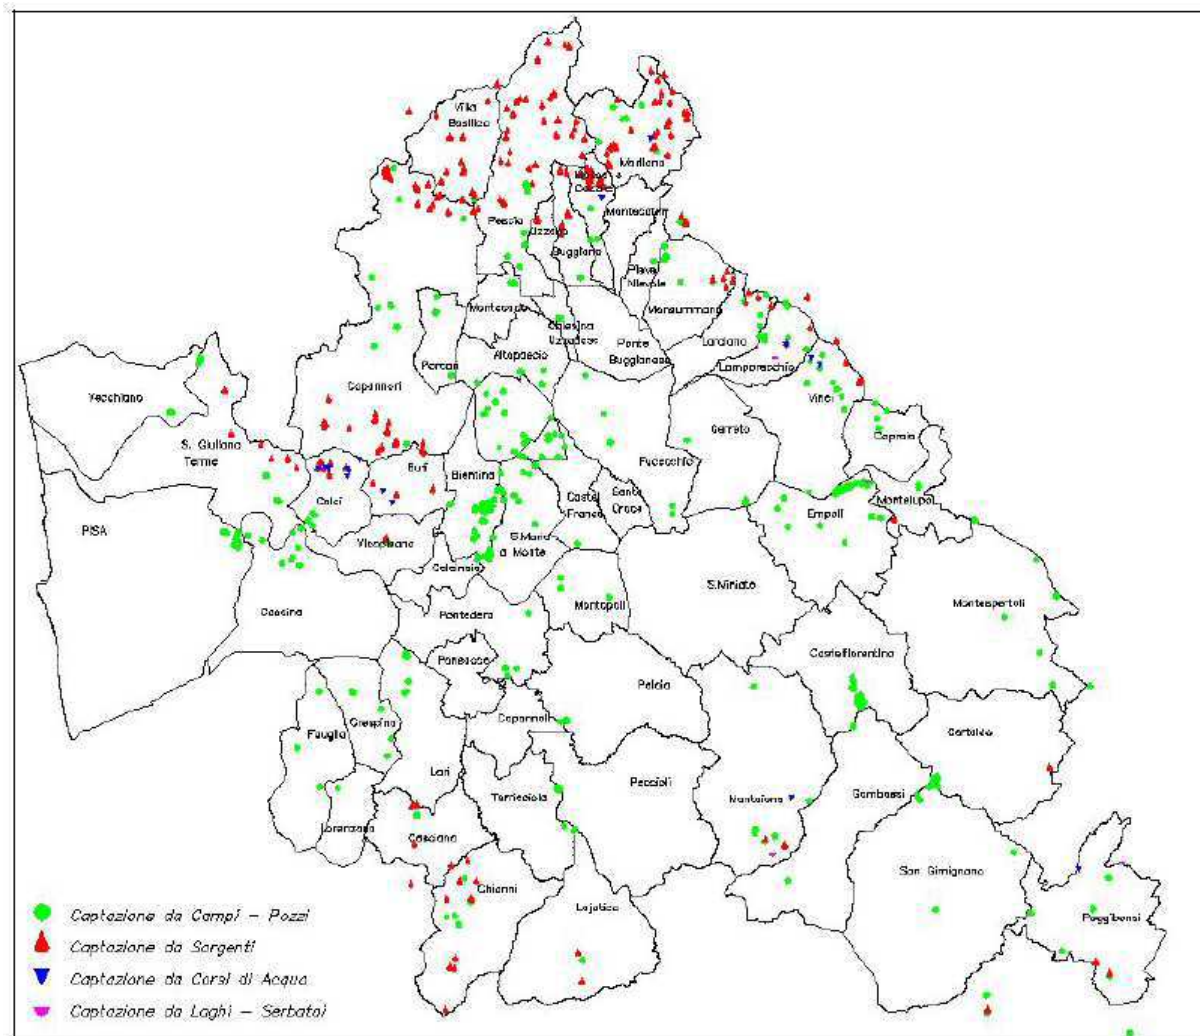 Villa
Basilica
Marliana
Pescia
Uzzano
Buggiano
Montecatini
Pieve
Nievole
Monsummano
Montecarlo
Chiesina
Uzzanese
Ponte
Buggianese
Larciano
Lamporecchio
Altopascio
Porcari
Capannori
Vecchiano
Vinci
S. Giuliano
Terme
Cerreto
Capraia
Buti
Bientina
Fucecchio
Calci
Castel
Franco
Santa
Croce
Montelupo
Empoli
PISA
Vicopisano
S.Maria
a Monte
Calcinaia
S.Miniato
Cascina
Pontedera
Montopoli
Montespertoli
Castelfiorentino
Ponsacco
Palaia
Capannoli
Crespina
Fauglia
Certaldo
Lari
Peccioli
Terricciola
Montaione
Gambassi
Lorenzana
Casciana
San Gimignano
Chianni
Lajatico
Poggibonsi
Captazione da Campi – Pozzi
Captazione da Sorgenti
Captazione da Corsi di Acqua
Captazione da Laghi – Serbatoi